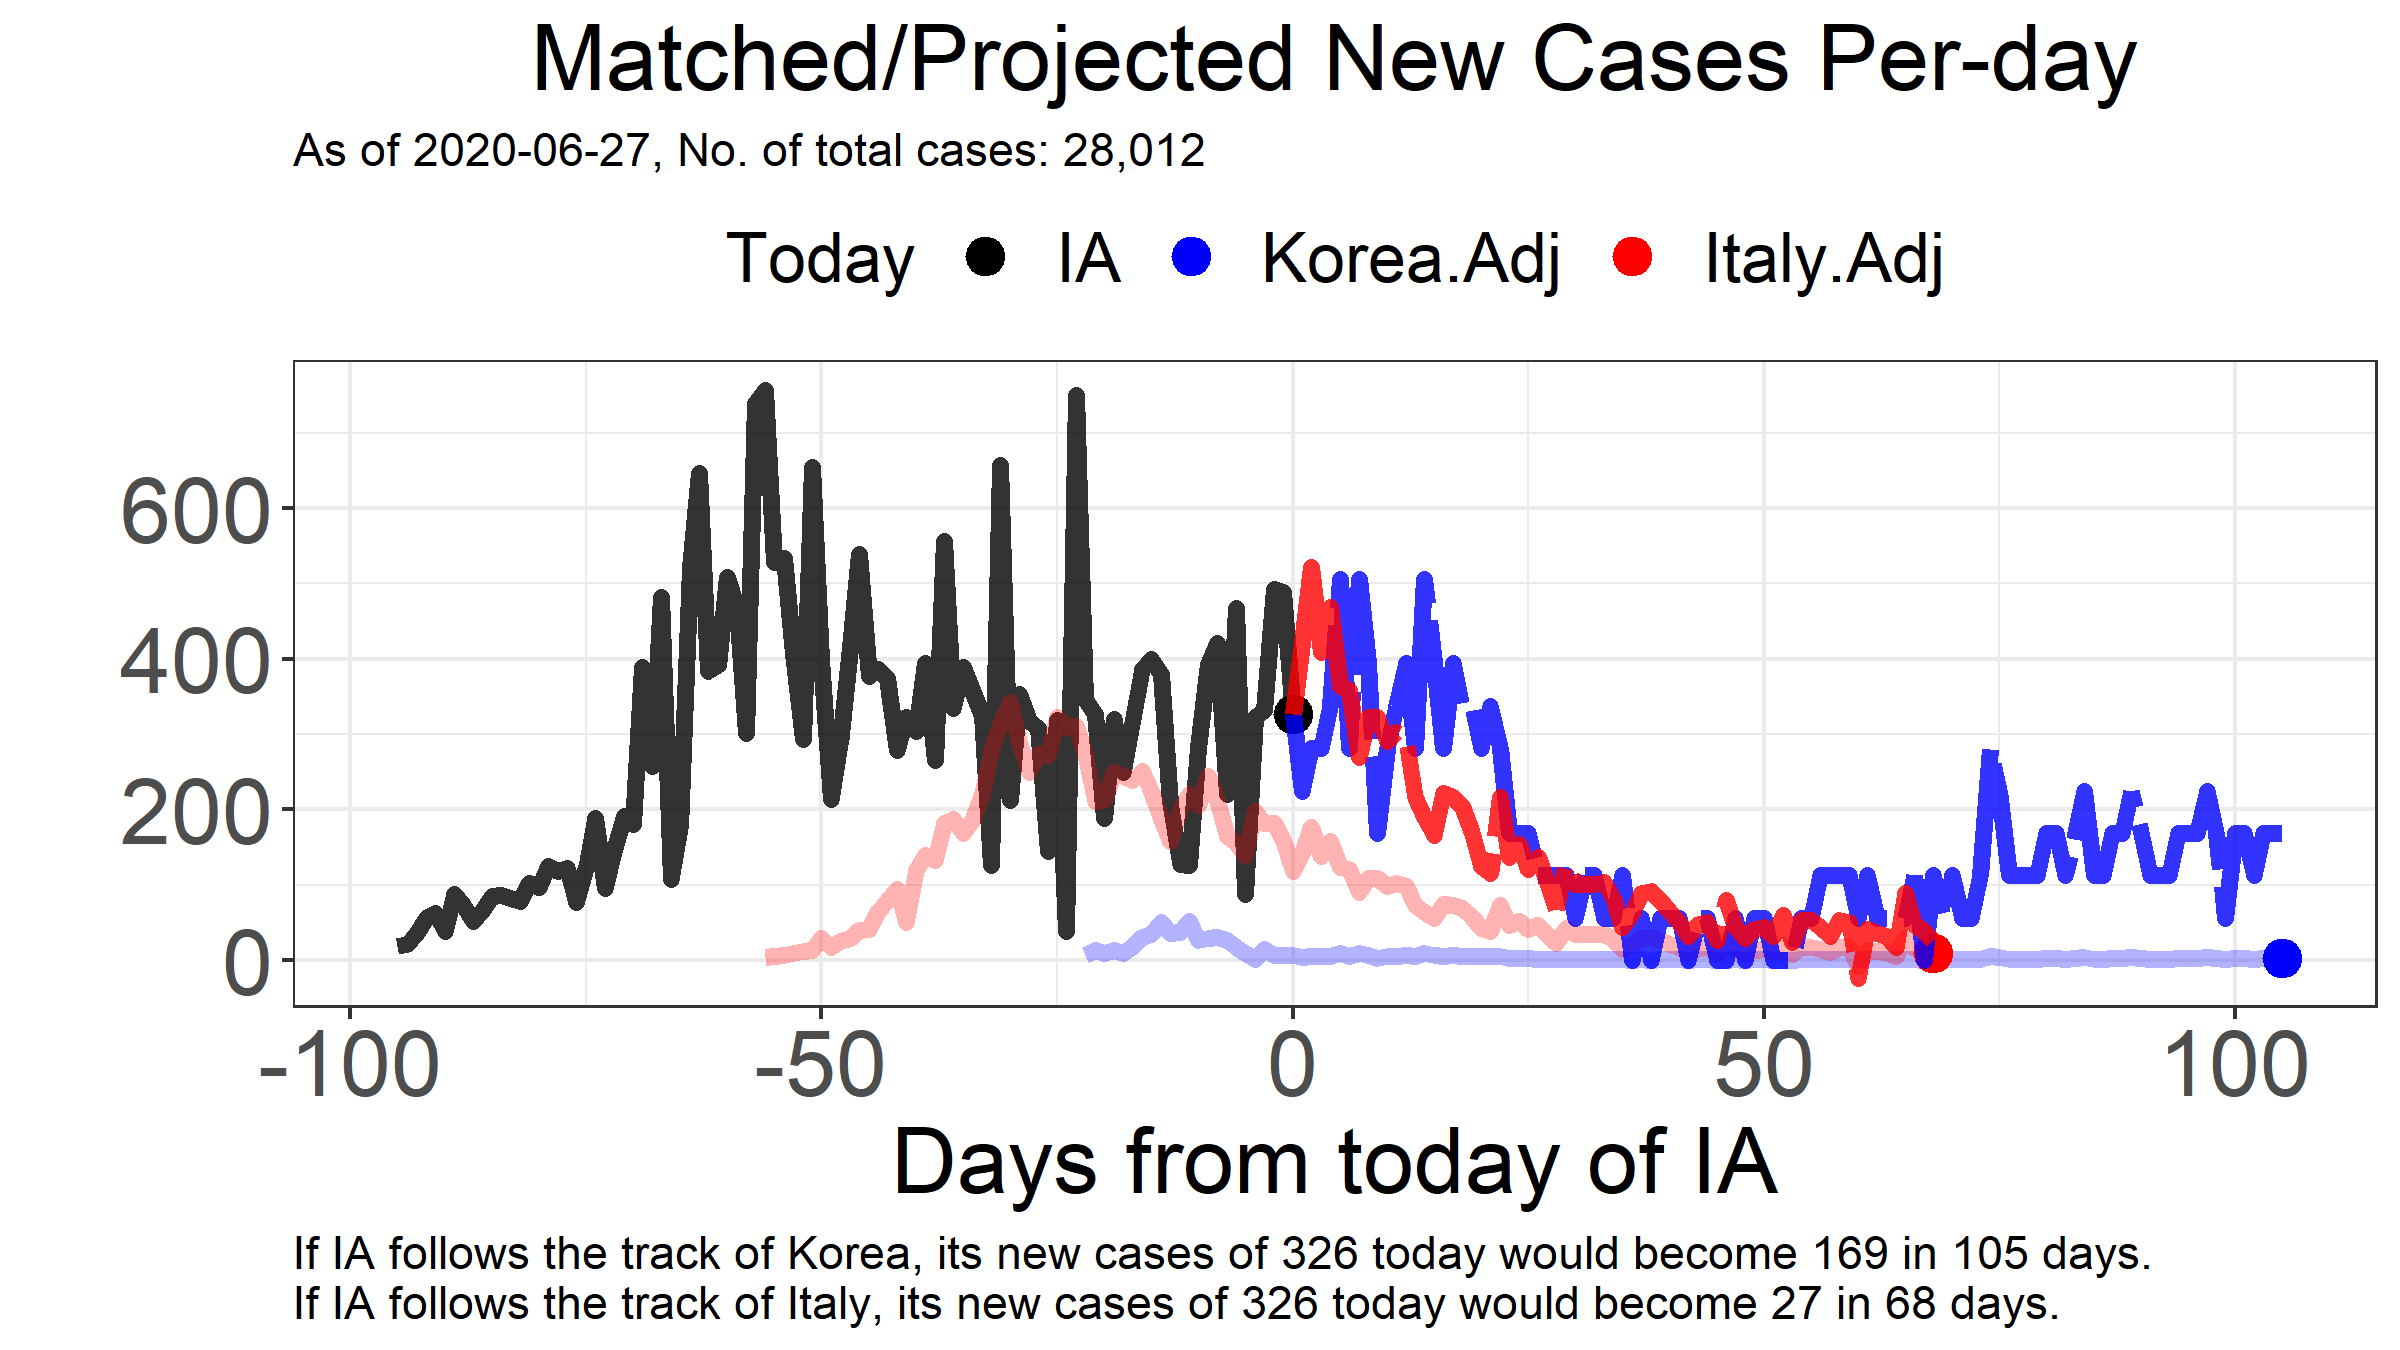 Matched/Projected New Cases Per-day
As of 2020-06-27, No. of total cases: 28,012
Today IA Korea.Adj Italy.Adj
600
400
200
0
-100 -50 0 50 100
Days from today of IA
If IA follows the track of Korea, its new cases of 326 today would become 169 in 105 days.
If IA follows the track of Italy, its new cases of 326 today would become 27 in 68 days.